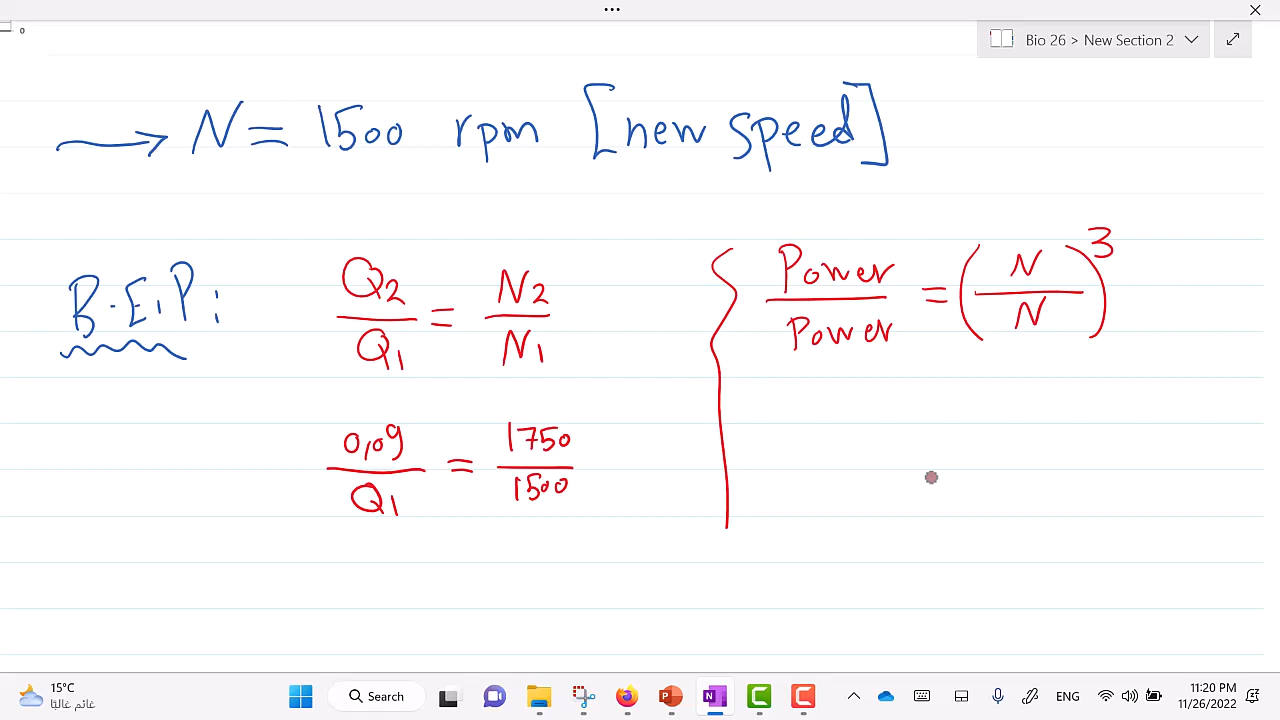 Bio 26 > New Section 2
→ N = 1500 rpm [new speed]
B.E.P: Q2/Q1 = N2/N1
Power/Power = (N/N)^3
0,09/Q1 = 1750/1500
15°C
غائم غالبًا
Search
ENG
11:20 PM
11/26/2022